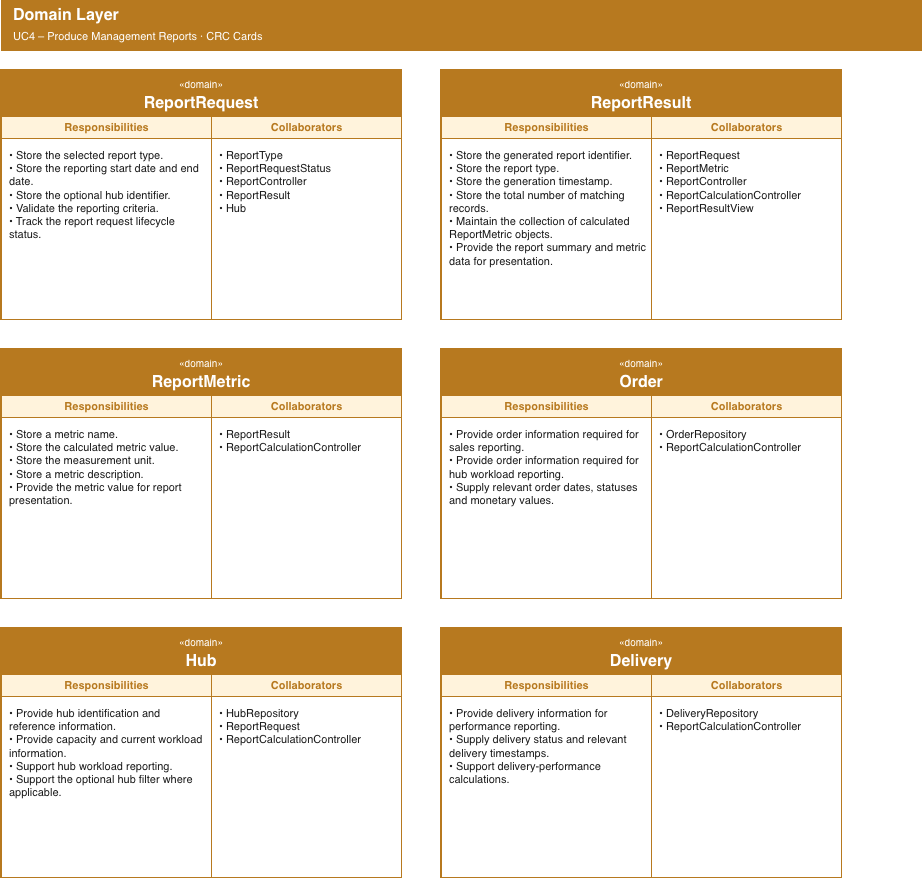 Domain Layer
UC4 – Produce Management Reports · CRC Cards
«domain»
ReportRequest
Responsibilities
Collaborators
• Store the selected report type.
• Store the reporting start date and end
date.
• Store the optional hub identifier.
• Validate the reporting criteria.
• Track the report request lifecycle
status.
• ReportType
• ReportRequestStatus
• ReportController
• ReportResult
• Hub
«domain»
ReportResult
Responsibilities
Collaborators
• Store the generated report identifier.
• Store the report type.
• Store the generation timestamp.
• Store the total number of matching
records.
• Maintain the collection of calculated
ReportMetric objects.
• Provide the report summary and metric
data for presentation.
• ReportRequest
• ReportMetric
• ReportController
• ReportCalculationController
• ReportResultView
«domain»
ReportMetric
Responsibilities
Collaborators
• Store a metric name.
• Store the calculated metric value.
• Store the measurement unit.
• Store a metric description.
• Provide the metric value for report
presentation.
• ReportResult
• ReportCalculationController
«domain»
Order
Responsibilities
Collaborators
• Provide order information required for
sales reporting.
• Provide order information required for
hub workload reporting.
• Supply relevant order dates, statuses
and monetary values.
• OrderRepository
• ReportCalculationController
«domain»
Hub
Responsibilities
Collaborators
• Provide hub identification and
reference information.
• Provide capacity and current workload
information.
• Support hub workload reporting.
• Support the optional hub filter where
applicable.
• HubRepository
• ReportRequest
• ReportCalculationController
«domain»
Delivery
Responsibilities
Collaborators
• Provide delivery information for
performance reporting.
• Supply delivery status and relevant
delivery timestamps.
• Support delivery-performance
calculations.
• DeliveryRepository
• ReportCalculationController